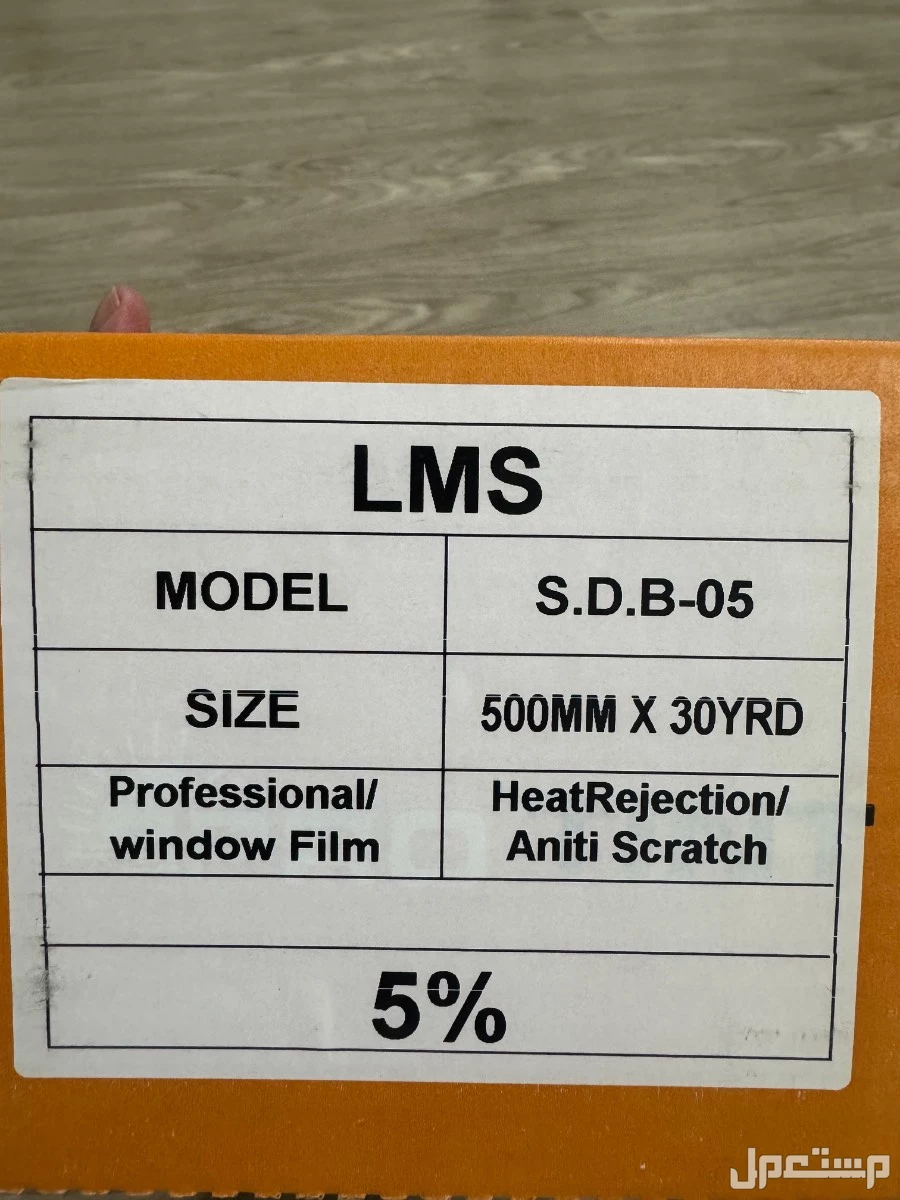 LMS
MODEL
S.D.B-05
SIZE
500MM X 30YRD
Professional/
window Film
HeatRejection/
Aniti Scratch
5%
مستعمل